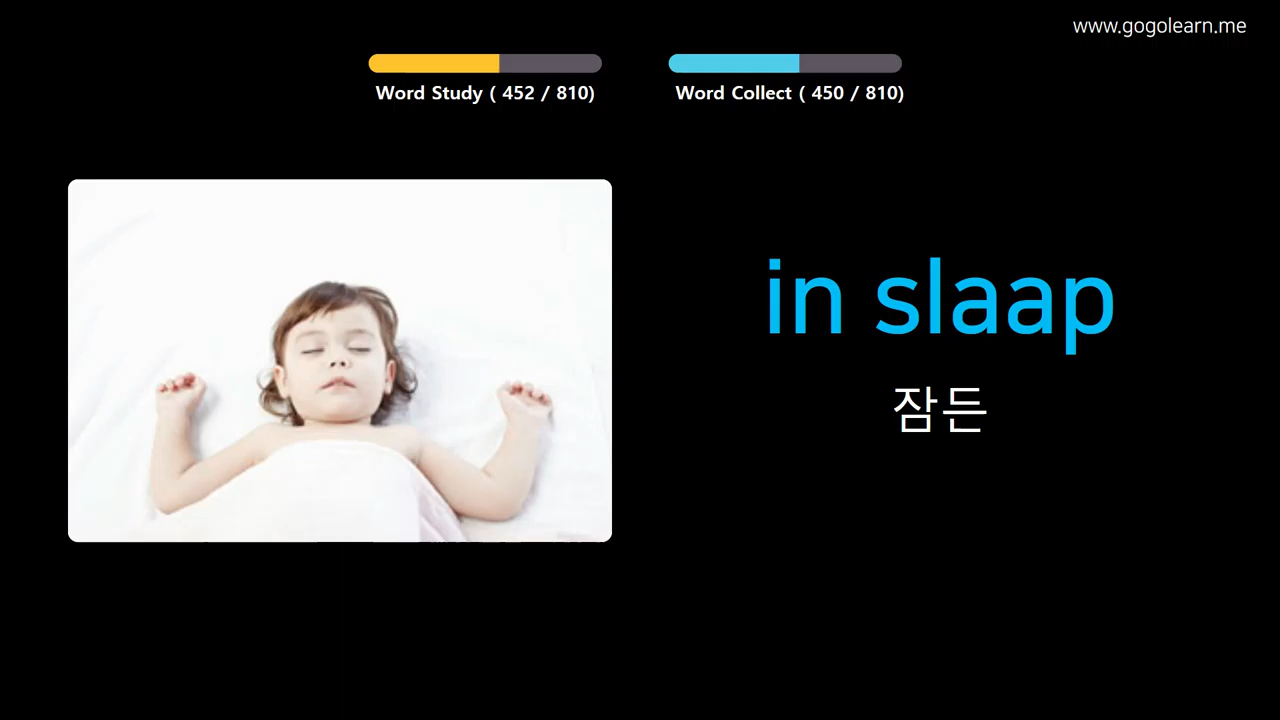 www.gogolearn.me
Word Study ( 452 / 810)
Word Collect ( 450 / 810)
in slaap
잠든